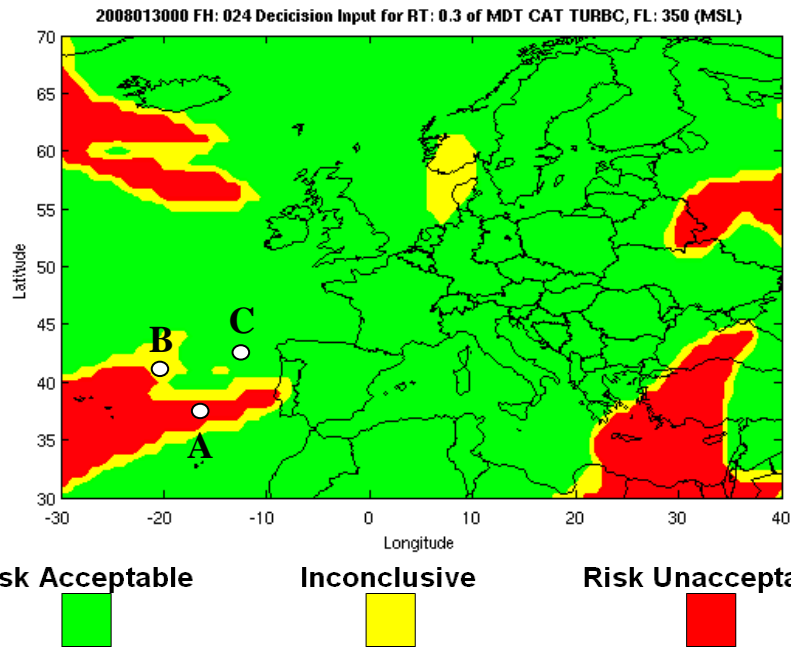 2008013000 FH: 024 Decicision Input for RT: 0.3 of MDT CAT TURBC, FL: 350 (MSL)
70
65
60
55
50
45
40
35
30
Latitude
C
B
A
-30 -20 -10 0 10 20 30 40
Longitude
sk Acceptable Inconclusive Risk Unaccepta